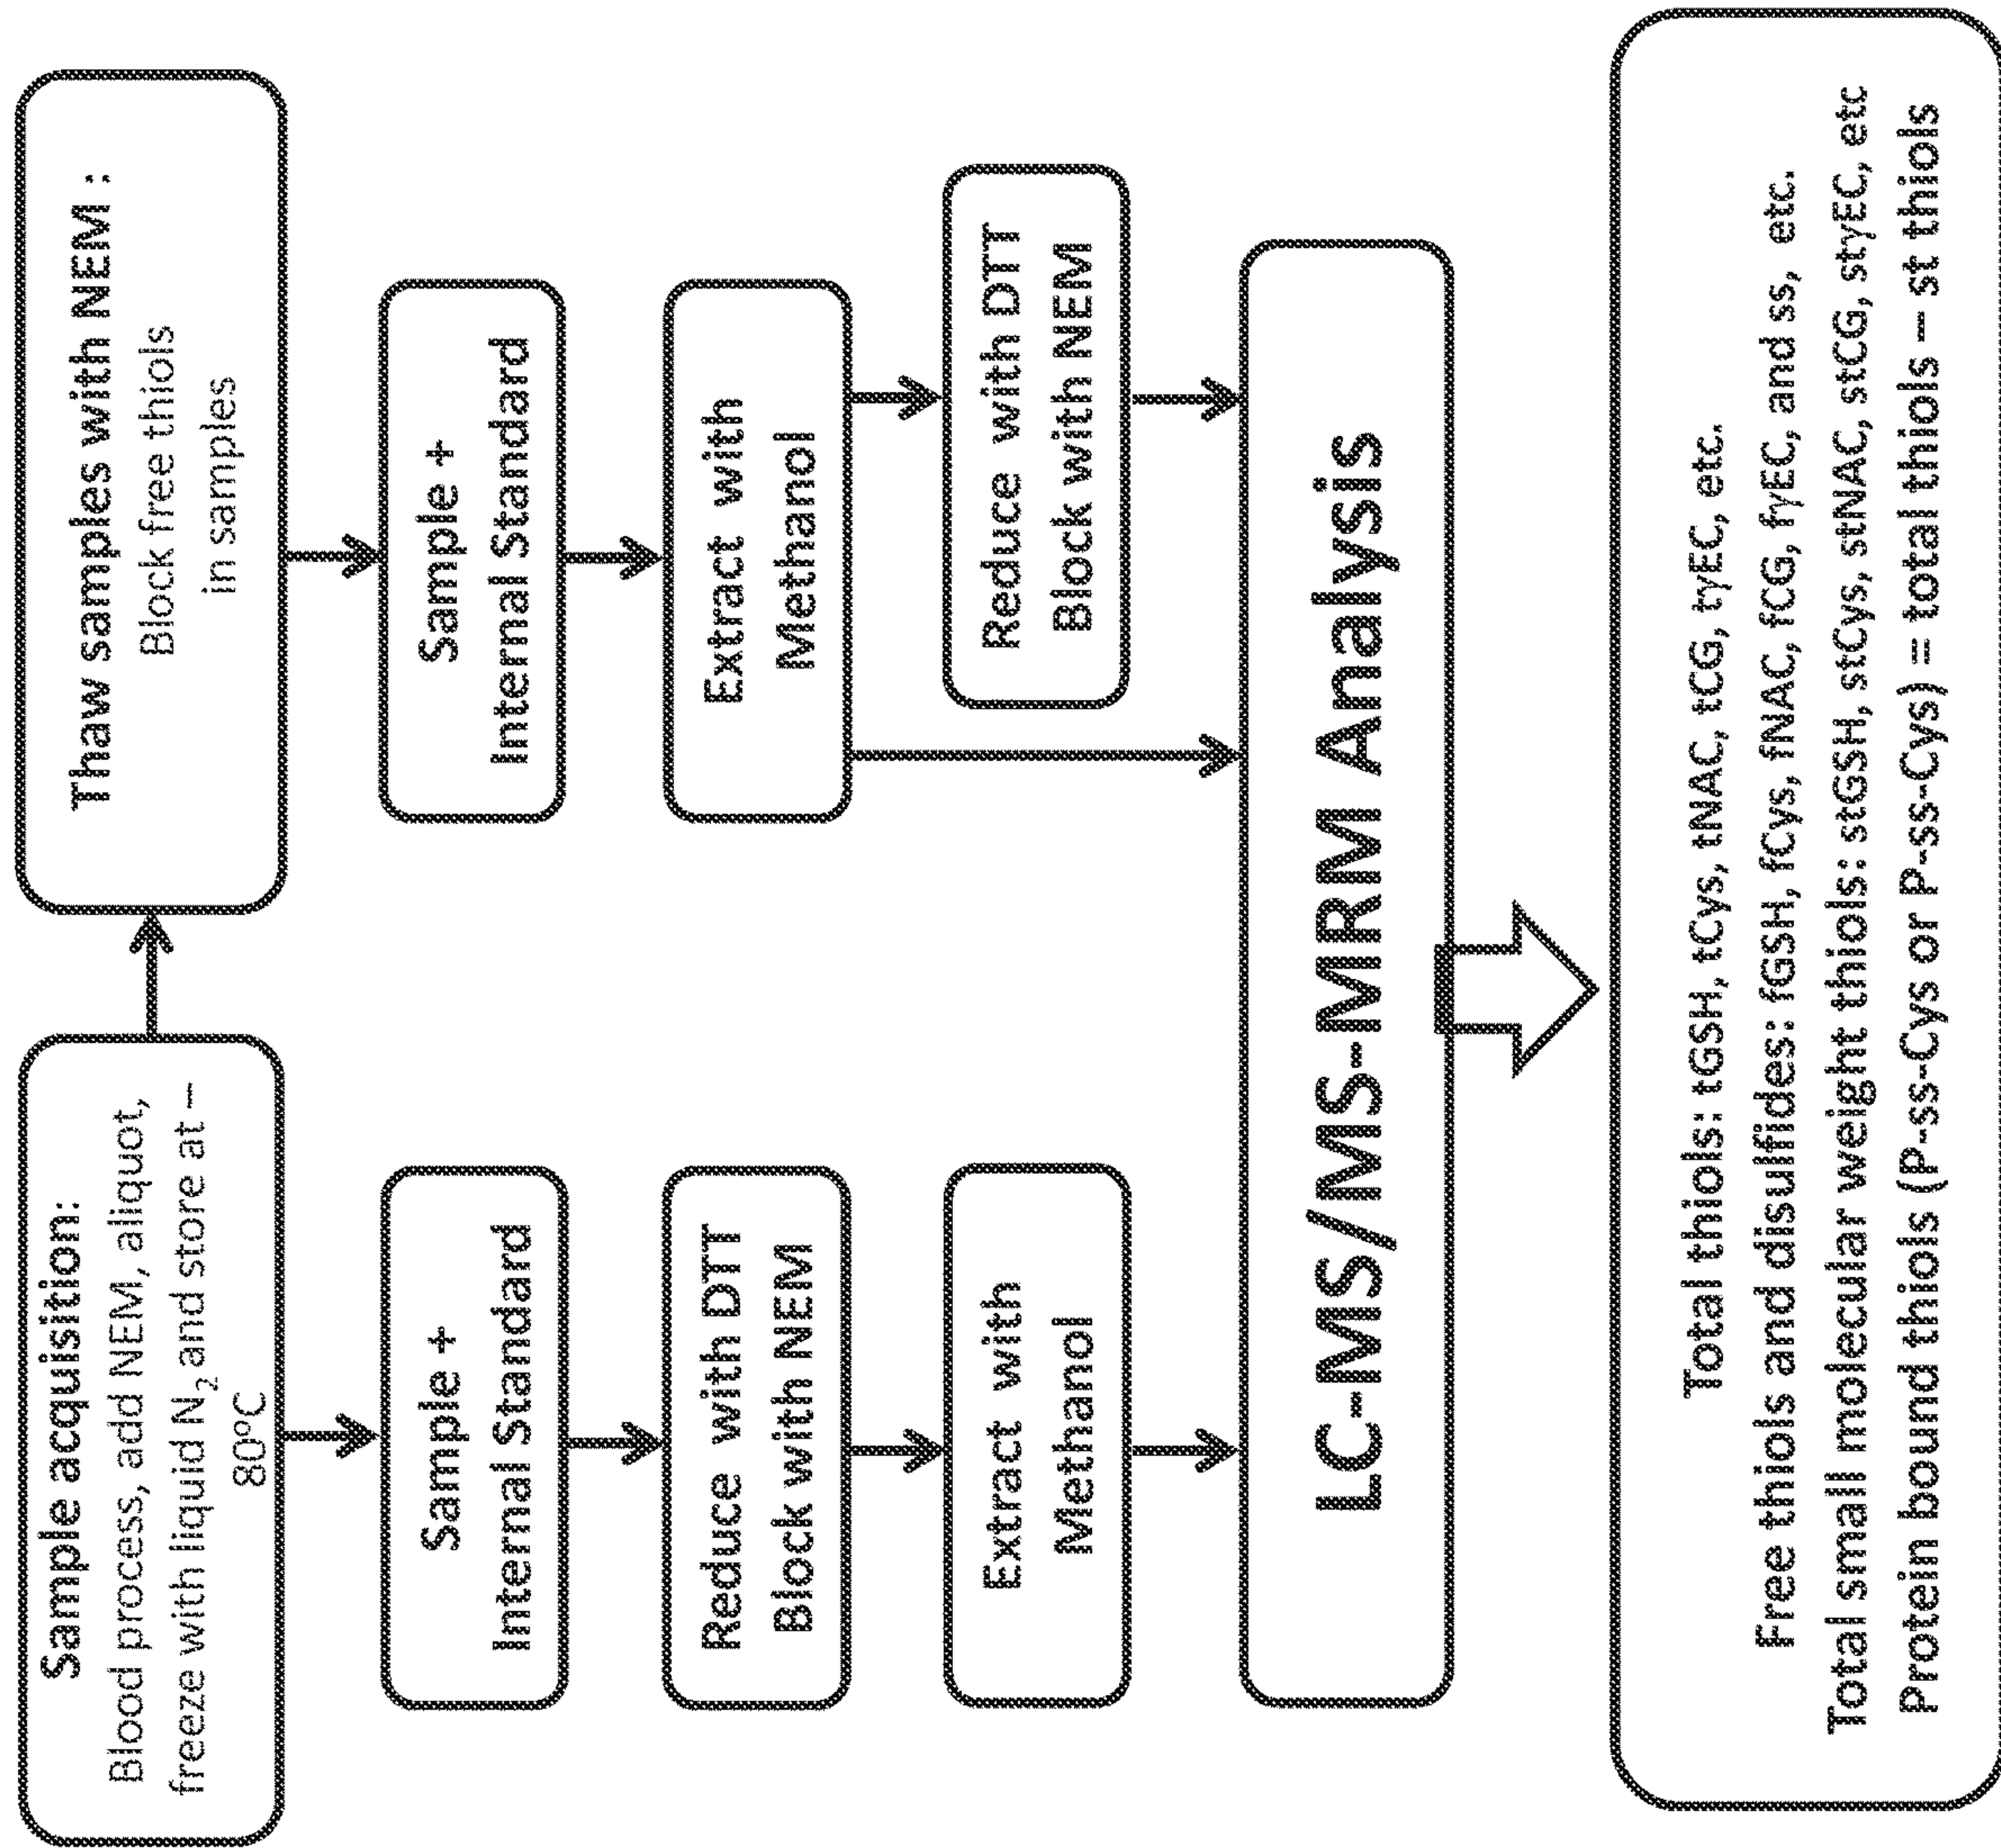 Sample acquisition:
Blood process, add NEM, aliquot,
freeze with liquid N₂ and store at –
80ºC
Thaw samples with NEM :
Block free thiols
in samples
Sample +
Internal Standard
Reduce with DTT
Block with NEM
Extract with
Methanol
Sample +
Internal Standard
Extract with
Methanol
Reduce with DTT
Block with NEM
LC-MS/MS-MRM Analysis
Total thiols: tGSH, tCys, tNAC, tCG, tγEC, etc.
Free thiols and disulfides: fGSH, fCys, fNAC, fCG, fγEC, and ss, etc.
Total small molecular weight thiols: stGSH, stCys, stNAC, stCG, stγEC, etc
Protein bound thiols (P-ss-Cys or P-ss-Cys) = total thiols – st thiols